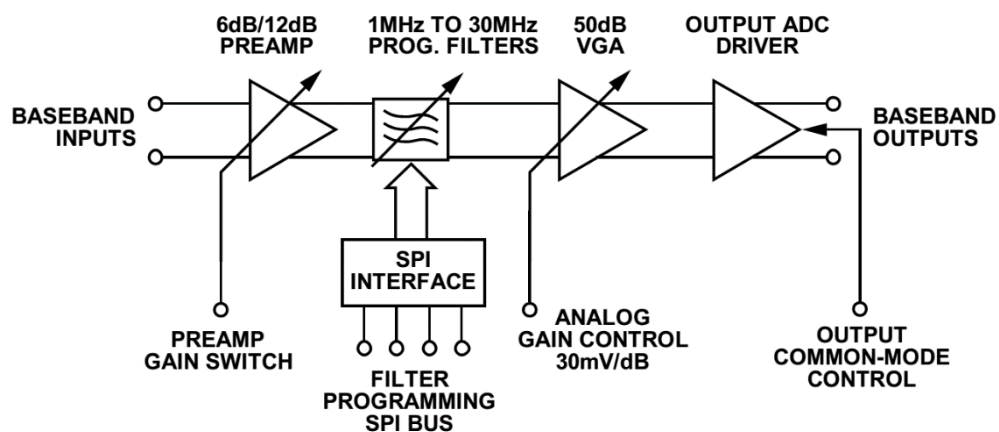 6dB/12dB
PREAMP
1MHz TO 30MHz
PROG. FILTERS
50dB
VGA
OUTPUT ADC
DRIVER
BASEBAND
INPUTS
BASEBAND
OUTPUTS
SPI
INTERFACE
PREAMP
GAIN SWITCH
FILTER
PROGRAMMING
SPI BUS
ANALOG
GAIN CONTROL
30mV/dB
OUTPUT
COMMON-MODE
CONTROL